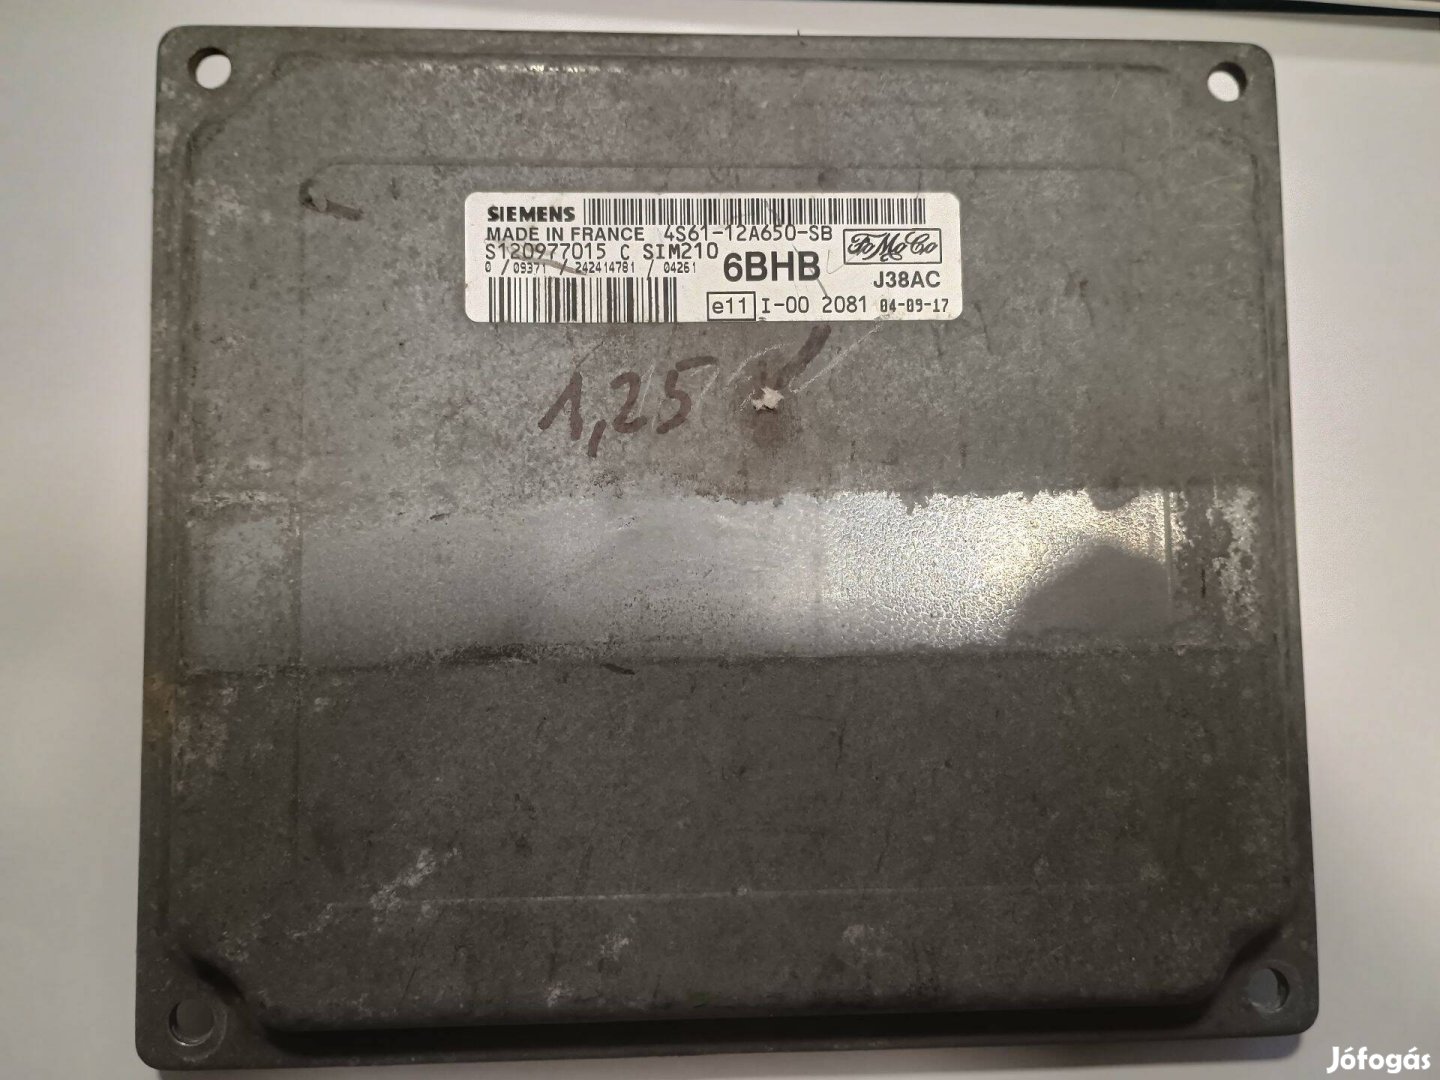 SIEMENS
MADE IN FRANCE 4S61-12A650-SB
S120977015 C SIM210
0 / 09371 / 242414781 / 04261
6BHB
FoMoCo
J38AC
e11 I-00 2081 04-09-17
1,25
Jófogás